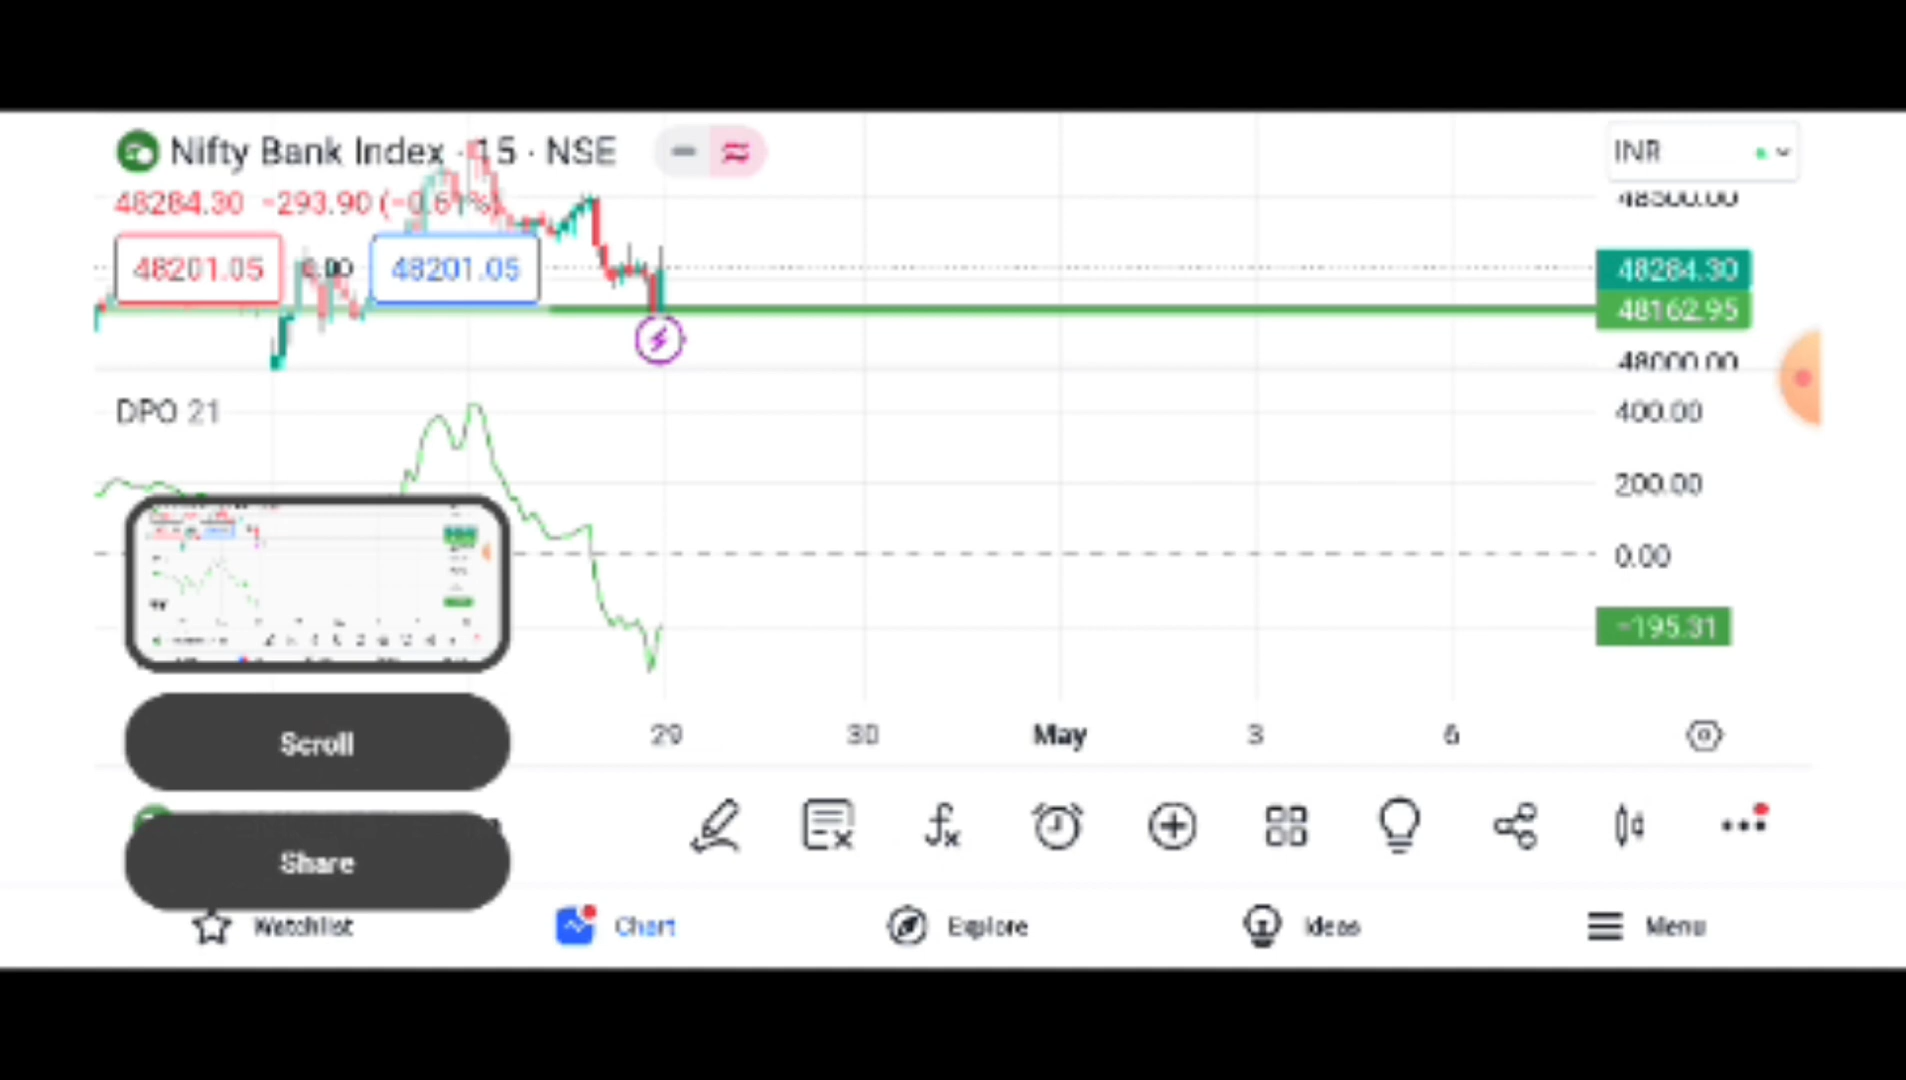 Nifty Bank Index · 15 · NSE
INR
48284.30 -293.90 (-0.61%)
48500.00
48201.05 0.00 48201.05
48284.30
48162.95
48000.00
DPO 21
400.00
200.00
0.00
-195.31
29 30 May 3 6
Scroll
Share
Watchlist Chart Explore Ideas Menu